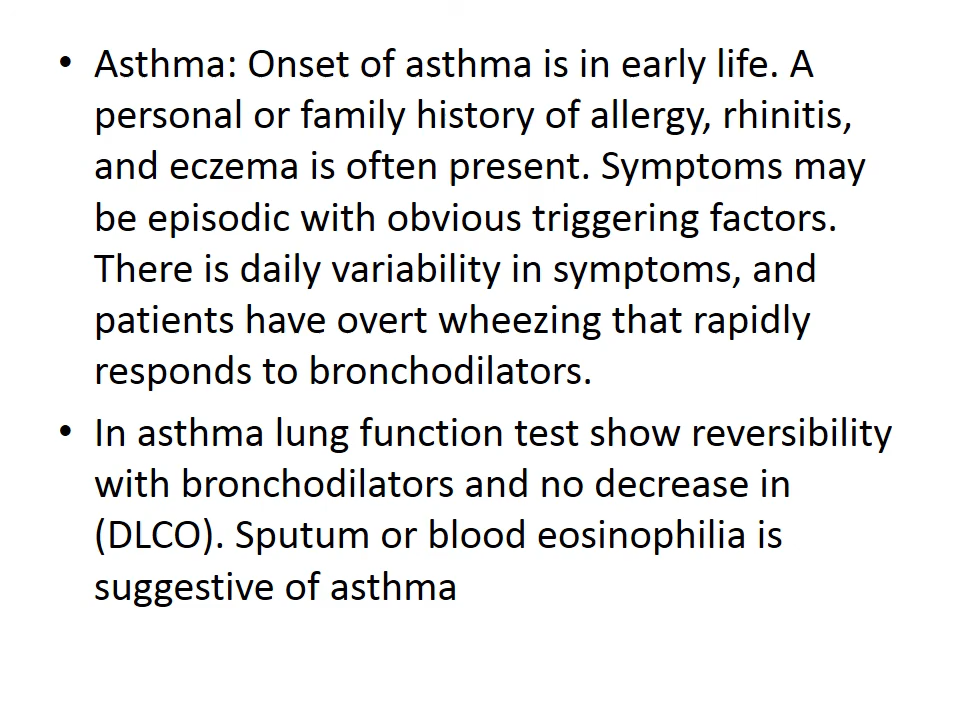 • Asthma: Onset of asthma is in early life. A
personal or family history of allergy, rhinitis,
and eczema is often present. Symptoms may
be episodic with obvious triggering factors.
There is daily variability in symptoms, and
patients have overt wheezing that rapidly
responds to bronchodilators.
• In asthma lung function test show reversibility
with bronchodilators and no decrease in
(DLCO). Sputum or blood eosinophilia is
suggestive of asthma